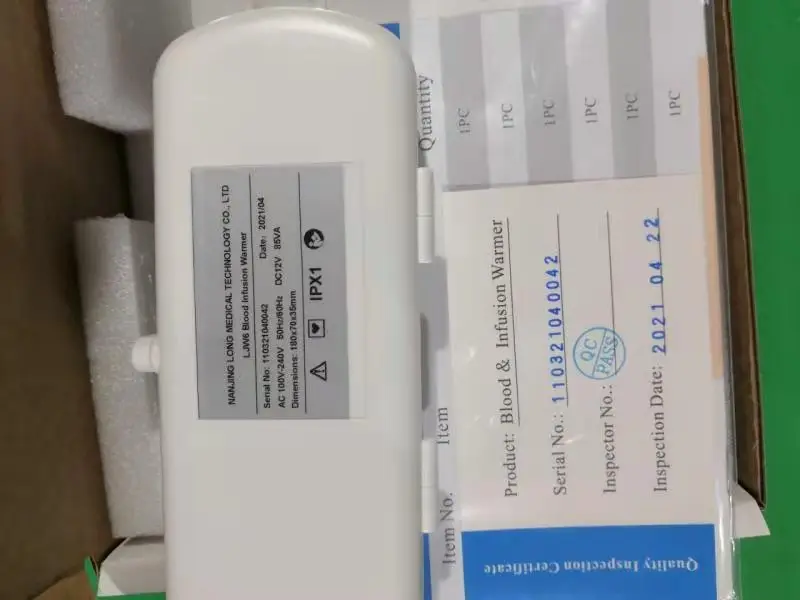 NANJING LONG MEDICAL TECHNOLOGY CO., LTD
LJW6 Blood Infusion Warmer
Serial No: 110321040042 Date: 2021/04
AC 100V-240V 50Hz/60Hz DC12V 85VA
Dimensions: 180x70x35mm
IPX1
Item No. Item Quantity
1PC
1PC
1PC
1PC
1PC
1PC
Product: Blood & Infusion Warmer
Serial No.: 110321040042
Inspector No.: QC PASS
Inspection Date: 2021 04 22
Quality Inspection Certificate